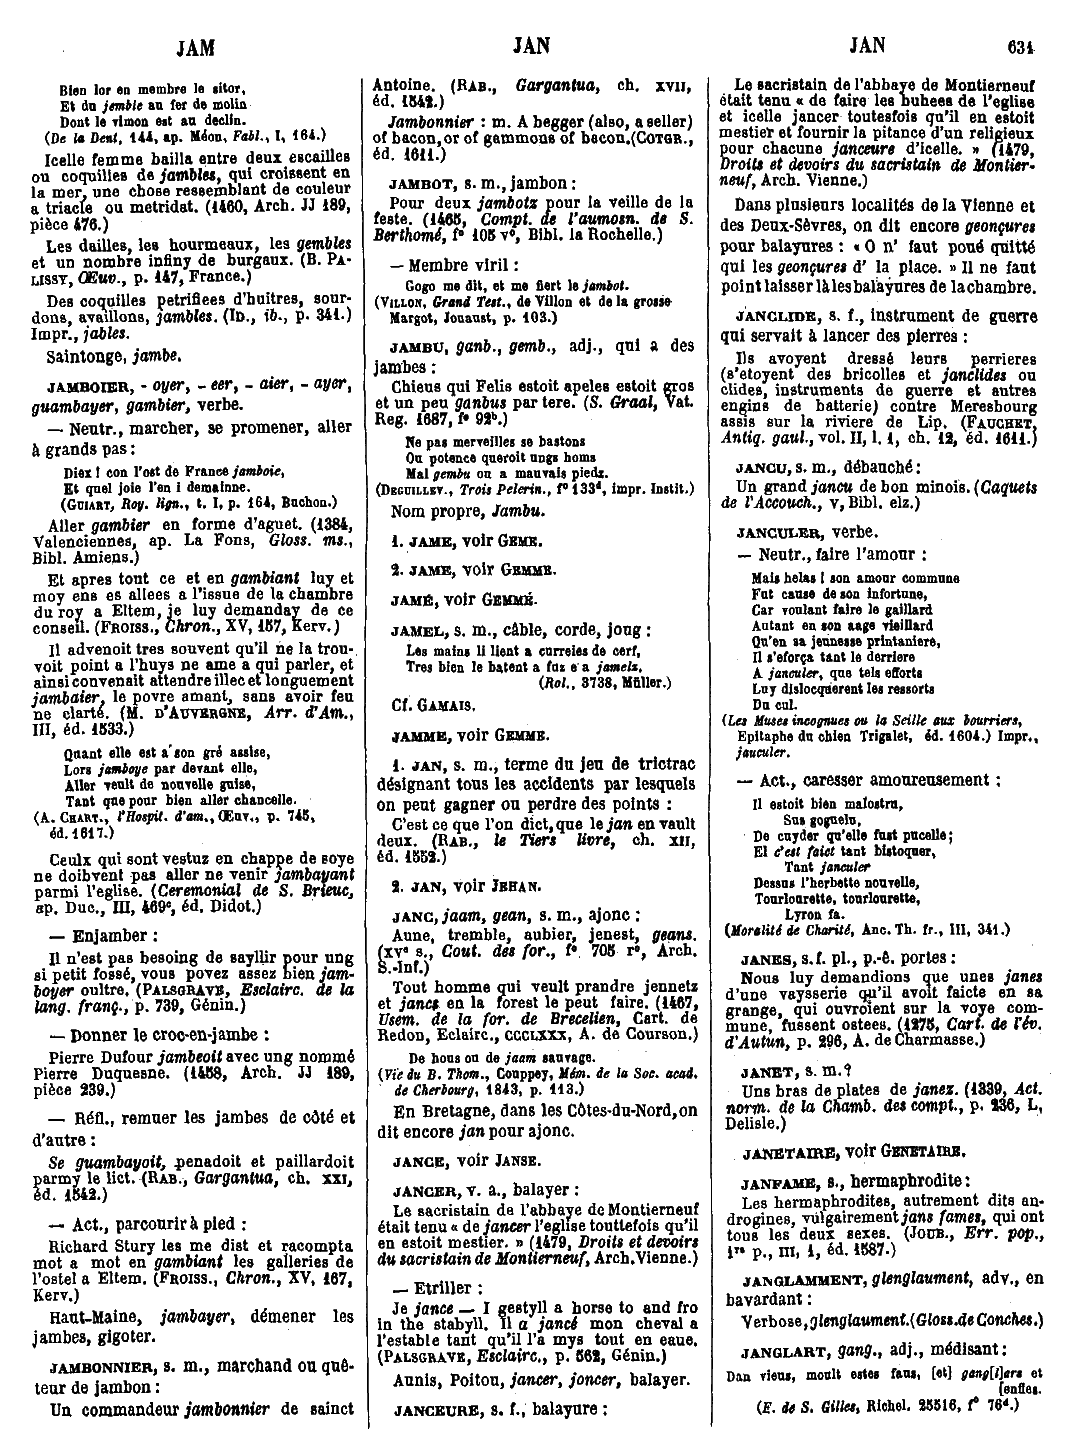 JAM
JAN
JAN
631
Bien lor en membre le sitor,
Et du jemble au fer de molin
Dont le timon est au declin.
(De la Dent, 144, ap. Méon, Fabl., I, 164.)
Icelle femme bailla entre deux escailles
ou coquilles de jambles, qui croissent en
la mer, une chose ressemblant de couleur
a triacle ou metridat. (1460, Arch. JJ 189,
pièce 476.)
Les dailles, les hourmeaux, les gembles
et un nombre infiny de burgaux. (B. PA-
LISSY, Œuv., p. 147, France.)
Des coquilles petrifiees d'huitres, sour-
dons, availlons, jambles. (ID., ib., p. 341.)
Impr., jables.
Saintonge, jambe.
JAMBOIER, - oyer, - eer, - aier, - ayer,
guambayer, gambier, verbe.
— Neutr., marcher, se promener, aller
à grands pas :
Diex ! con l'ost de France jamboie,
Et quel joie l'en i demainne.
(GUIART, Roy. lign., t. I, p. 164, Buchon.)
Aller gambier en forme d'aguet. (1384,
Valenciennes, ap. La Fons, Gloss. ms.,
Bibl. Amiens.)
Et apres tout ce et en gambiant luy et
moy ens es allees a l'issue de la chambre
du roy a Eltem, je luy demanday de ce
conseil. (FROISS., Chron., XV, 157, Kerv.)
Il advenoit tres souvent qu'il ne la trou-
voit point a l'huys ne ame a qui parler, et
ainsi convenait attendre illec et longuement
jambaier, le povre amant, sans avoir feu
ne clarté. (M. D'AUVERGNE, Arr. d'Am.,
III, éd. 1533.)
Quant elle est a son gré assise,
Lors jamboye par devant elle,
Aller veult de nouvelle guise,
Tant que pour bien aller chancelle.
(A. CHART., l'Hospit. d'am., Œuv., p. 745,
éd. 1617.)
Ceulx qui sont vestuz en chappe de soye
ne doibvent pas aller ne venir jambayant
parmi l'eglise. (Ceremonial de S. Brieuc,
ap. Duc., III, 469c, éd. Didot.)
— Enjamber :
Il n'est pas besoing de sayllir pour ung
si petit fossé, vous povez assez bien jam-
boyer oultre. (PALSGRAVE, Esclairc. de la
lang. franç., p. 739, Génin.)
— Donner le croc-en-jambe :
Pierre Dufour jambeoit avec ung nommé
Pierre Duquesne. (1458, Arch. JJ 189,
pièce 239.)
— Réfl., remuer les jambes de côté et
d'autre :
Se guambayoit, penadoit et paillardoit
parmy le lict. (RAB., Gargantua, ch. XXI,
éd. 1542.)
— Act., parcourir à pied :
Richard Stury les me dist et racompta
mot a mot en gambiant les galleries de
l'ostel a Eltem. (FROISS., Chron., XV, 167,
Kerv.)
Haut-Maine, jambayer, démener les
jambes, gigoter.
JAMBONNIER, s. m., marchand ou quê-
teur de jambon :
Un commandeur jambonnier de sainct
Antoine. (RAB., Gargantua, ch. XVII,
éd. 1542.)
Jambonnier : m. A begger (also, a seller)
of bacon, or of gammons of bacon. (COTGR.,
éd. 1611.)
JAMBOT, s. m., jambon :
Pour deux jambotz pour la veille de la
feste. (1465, Compt. de l'aumosn. de S.
Berthomé, f° 105 v°, Bibl. la Rochelle.)
— Membre viril :
Gogo me dit, et me fiert le jambot.
(VILLON, Grand Test., de Villon et de la grosse
Margot, Jouaust, p. 103.)
JAMBU, ganb., gemb., adj., qui a des
jambes :
Chiens qui Felis estoit apeles estoit gros
et un peu ganbus par tere. (S. Graal, Vat.
Reg. 1687, f° 92b.)
Ne pas merveilles se bastons
Ou potence queroit ungs homs
Mal gembu ou a mauvais piedz.
(DEGUILLEV., Trois Pelerin., f° 133d, impr. Instit.)
Nom propre, Jambu.
1. JAME, voir GEME.
2. JAME, voir GEMME.
JAMÉ, voir GEMMÉ.
JAMEL, s. m., câble, corde, joug :
Les mains li lient a curreies de cerf,
Tres bien le batent a fuz e a jamelz.
(Rol., 3738, Müller.)
Cf. GAMAIS.
JAMME, voir GEMME.
1. JAN, s. m., terme du jeu de trictrac
désignant tous les accidents par lesquels
on peut gagner ou perdre des points :
C'est ce que l'on dict, que le jan en vault
deux. (RAB., le Tiers livre, ch. XII,
éd. 1552.)
2. JAN, voir JEHAN.
JANC, jaam, gean, s. m., ajonc :
Aune, tremble, aubier, jenest, geans.
(XVe s., Cout. des for., f° 705 r°, Arch.
S.-Inf.)
Tout homme qui veult prandre jennetz
et jancs en la forest le peut faire. (1467,
Usem. de la for. de Brecelien, Cart. de
Redon, Eclairc., CCCLXXX, A. de Courson.)
De hous ou de jaam sauvage.
(Vie du B. Thom., Couppey, Mém. de la Soc. acad.
de Cherbourg, 1843, p. 113.)
En Bretagne, dans les Côtes-du-Nord, on
dit encore jan pour ajonc.
JANCE, voir JANSE.
JANCER, v. a., balayer :
Le sacristain de l'abbaye de Montierneuf
était tenu « de jancer l'eglise touttefois qu'il
en estoit mestier. » (1479, Droits et devoirs
du sacristain de Montierneuf, Arch. Vienne.)
— Etriller :
Je jance — I gestyll a horse to and fro
in the stabyll. Il a jancé mon cheval a
l'estable tant qu'il l'a mys tout en eaue.
(PALSGRAVE, Esclairc., p. 562, Génin.)
Aunis, Poitou, jancer, joncer, balayer.
JANCEURE, s. f., balayure :
Le sacristain de l'abbaye de Montierneuf
était tenu « de faire les buhees de l'eglise
et icelle jancer toutesfois qu'il en estoit
mestier et fournir la pitance d'un religieux
pour chacune janceure d'icelle. » (1479,
Droits et devoirs du sacristain de Montier-
neuf, Arch. Vienne.)
Dans plusieurs localités de la Vienne et
des Deux-Sèvres, on dit encore geonçures
pour balayures : « O n' faut poué quitté
qui les geonçures d' la place. » Il ne faut
point laisser là les balayures de la chambre.
JANCLIDE, s. f., instrument de guerre
qui servait à lancer des pierres :
Ils avoyent dressé leurs perrieres
(s'etoyent des bricolles et janclides ou
clides, instruments de guerre et autres
engins de batterie) contre Meresbourg
assis sur la riviere de Lip. (FAUCHET,
Antiq. gaul., vol. II, l. 1, ch. 12, éd. 1611.)
JANCU, s. m., débauché :
Un grand jancu de bon minois. (Caquets
de l'Accouch., V, Bibl. elz.)
JANCULER, verbe.
— Neutr., faire l'amour :
Mais helas ! son amour commune
Fut cause de son infortune,
Car voulant faire le gaillard
Autant en son aage vieillard
Qu'en sa jeunesse printaniere,
Il s'eforça tant le derriere
A janculer, que tels efforts
Luy dislocquerent les ressorts
Du cul.
(Les Muses incognues ou la Seille aux bourriers,
Epitaphe du chien Trigalet, éd. 1604.) Impr.,
jauculer.
— Act., caresser amoureusement :
Il estoit bien malostru,
Sus goguelu,
De cuyder qu'elle fust pucelle ;
El c'est faict tant bistoquer,
Tant janculer
Dessus l'herbette nouvelle,
Tourlourette, tourlourette,
Lyron fa.
(Moralité de Charité, Anc. Th. fr., III, 341.)
JANES, s. f. pl., p.-ê. portes :
Nous luy demandions que unes janes
d'une vaysserie qu'il avoit faicte en sa
grange, qui ouvroient sur la voye com-
mune, fussent ostees. (1275, Cart. de l'év.
d'Autun, p. 296, A. de Charmasse.)
JANET, s. m. ?
Uns bras de plates de janez. (1339, Act.
norm. de la Chamb. des compt., p. 236, L.
Delisle.)
JANETAIRE, voir GENETAIRE.
JANFAME, s., hermaphrodite :
Les hermaphrodites, autrement dits an-
drogines, vulgairement jans fames, qui ont
tous les deux sexes. (JOUB., Err. pop.,
1re p., III, 1, éd. 1587.)
JANGLAMMENT, glenglaument, adv., en
bavardant :
Verbose, glenglaument. (Gloss. de Conches.)
JANGLART, gang., adj., médisant :
Dan viens, moult estes faus, [et] gang[l]ars et
[enfles.
(E. de S. Gilles, Richel. 25516, f° 76d.)